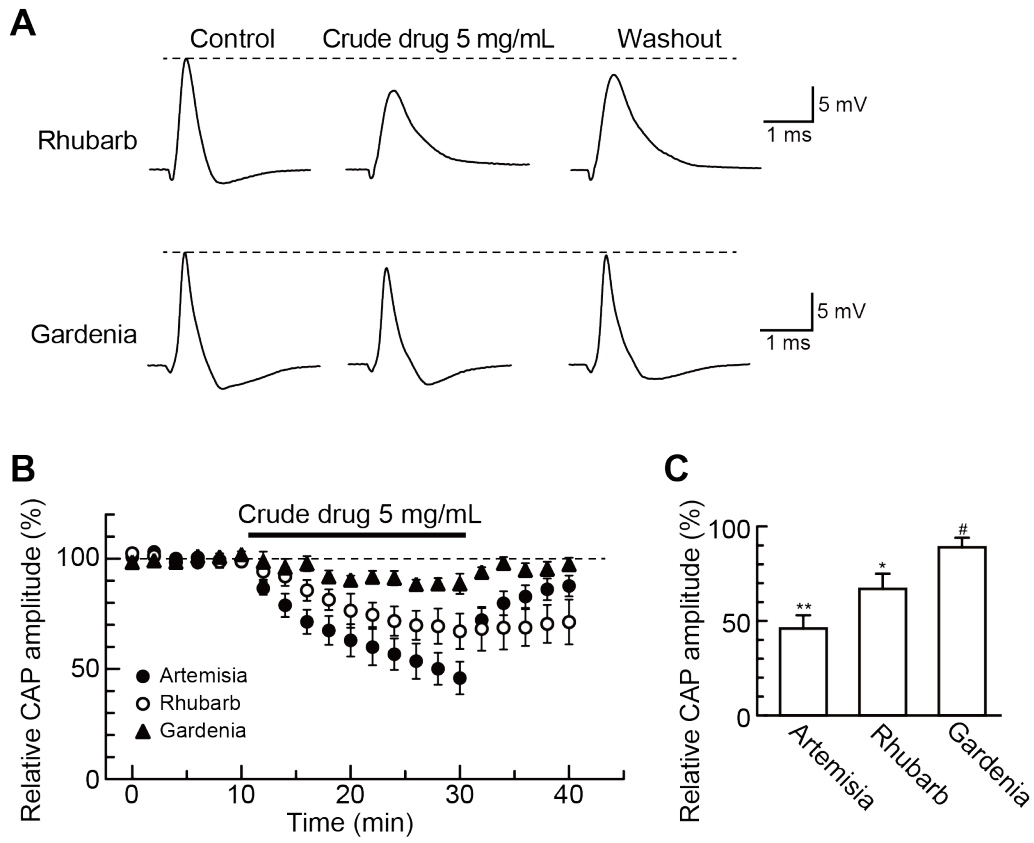 A
Control Crude drug 5 mg/mL Washout
Rhubarb
5 mV
1 ms
Gardenia
5 mV
1 ms
B
Relative CAP amplitude (%)
Crude drug 5 mg/mL
100
50
0
Artemisia
Rhubarb
Gardenia
0 10 20 30 40
Time (min)
C
Relative CAP amplitude (%)
100
50
0
**
*
#
Artemisia
Rhubarb
Gardenia